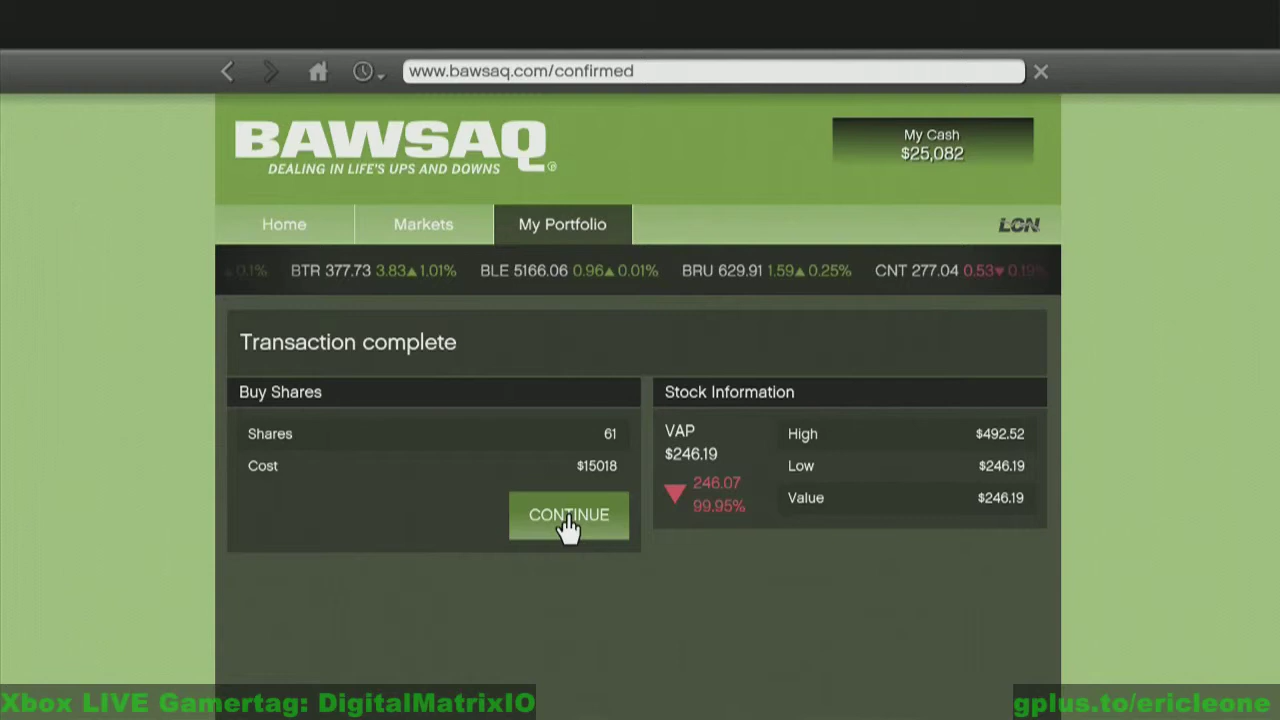 www.bawsaq.com/confirmed
BAWSAQ
DEALING IN LIFE'S UPS AND DOWNS
My Cash
$25,082
Home Markets My Portfolio LCN
0.1% BTR 377.73 3.83▲1.01% BLE 5166.06 0.96▲0.01% BRU 629.91 1.59▲0.25% CNT 277.04 0.53▼0.19%
Transaction complete
Buy Shares
Shares 61
Cost $15018
CONTINUE
Stock Information
VAP
$246.19
246.07
99.95%
High $492.52
Low $246.19
Value $246.19
Xbox LIVE Gamertag: DigitalMatrixIO
gplus.to/ericleone